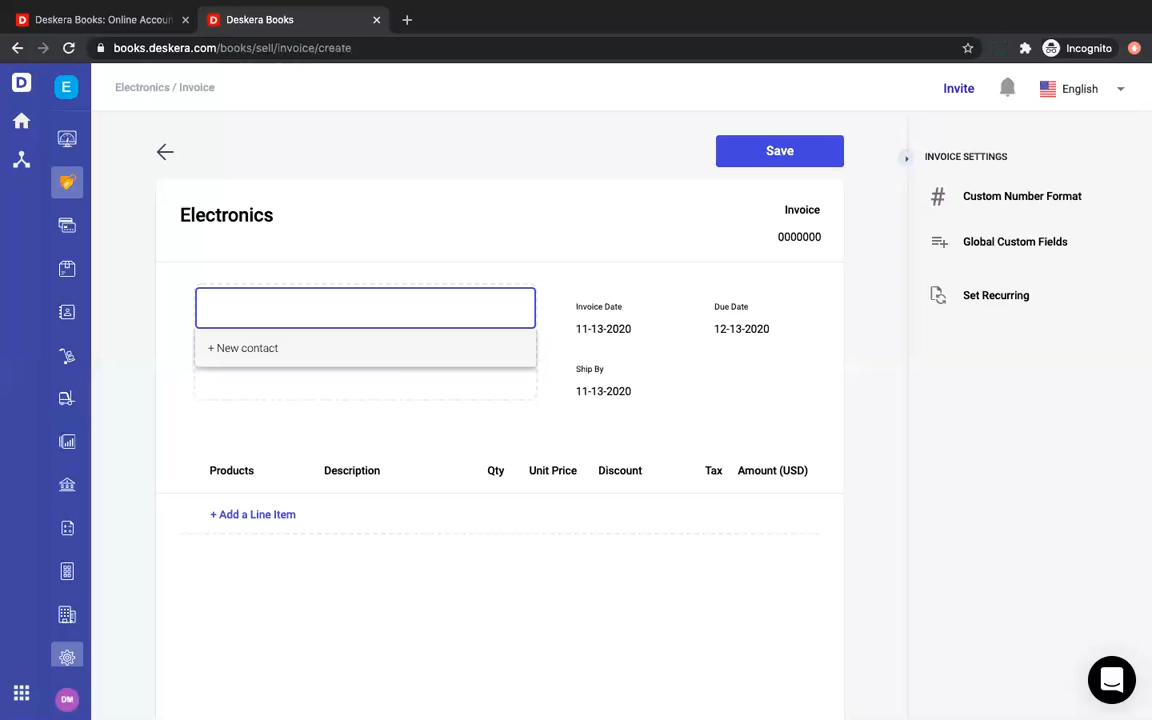 Deskera Books: Online Accoun
Deskera Books
books.deskera.com/books/sell/invoice/create
Incognito
D
E
Electronics / Invoice
Invite
English
Save
INVOICE SETTINGS
Custom Number Format
Global Custom Fields
Set Recurring
Electronics
Invoice
0000000
+ New contact
Invoice Date
Due Date
11-13-2020
12-13-2020
Ship By
11-13-2020
Products Description Qty Unit Price Discount Tax Amount (USD)
+ Add a Line Item
DM